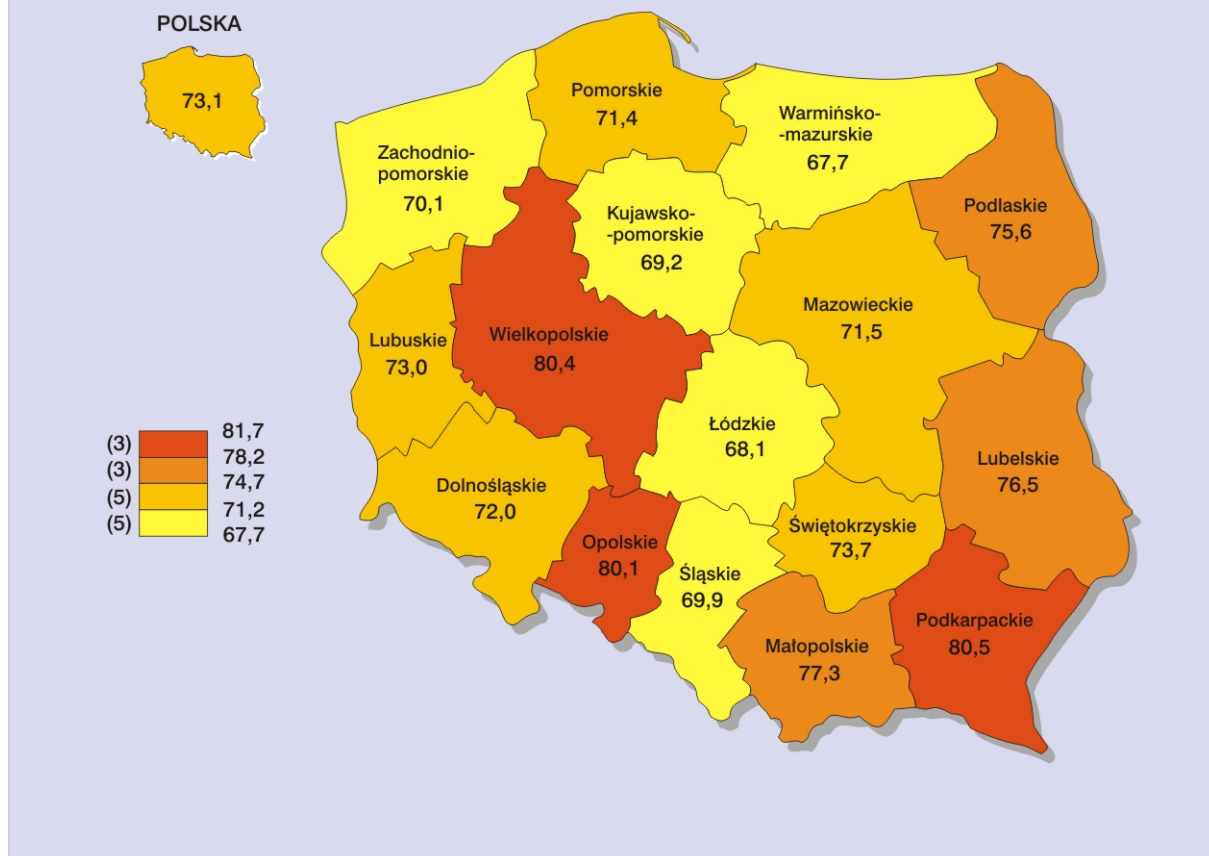 POLSKA
73,1
Pomorskie
71,4
Warmińsko-
-mazurskie
67,7
Zachodnio-
pomorskie
70,1
Kujawsko-
-pomorskie
69,2
Podlaskie
75,6
Mazowieckie
71,5
Lubuskie
73,0
Wielkopolskie
80,4
Łódzkie
68,1
Lubelskie
76,5
Dolnośląskie
72,0
Opolskie
80,1
Śląskie
69,9
Świętokrzyskie
73,7
Małopolskie
77,3
Podkarpackie
80,5
81,7
(3)
78,2
(3)
74,7
(5)
71,2
(5)
67,7